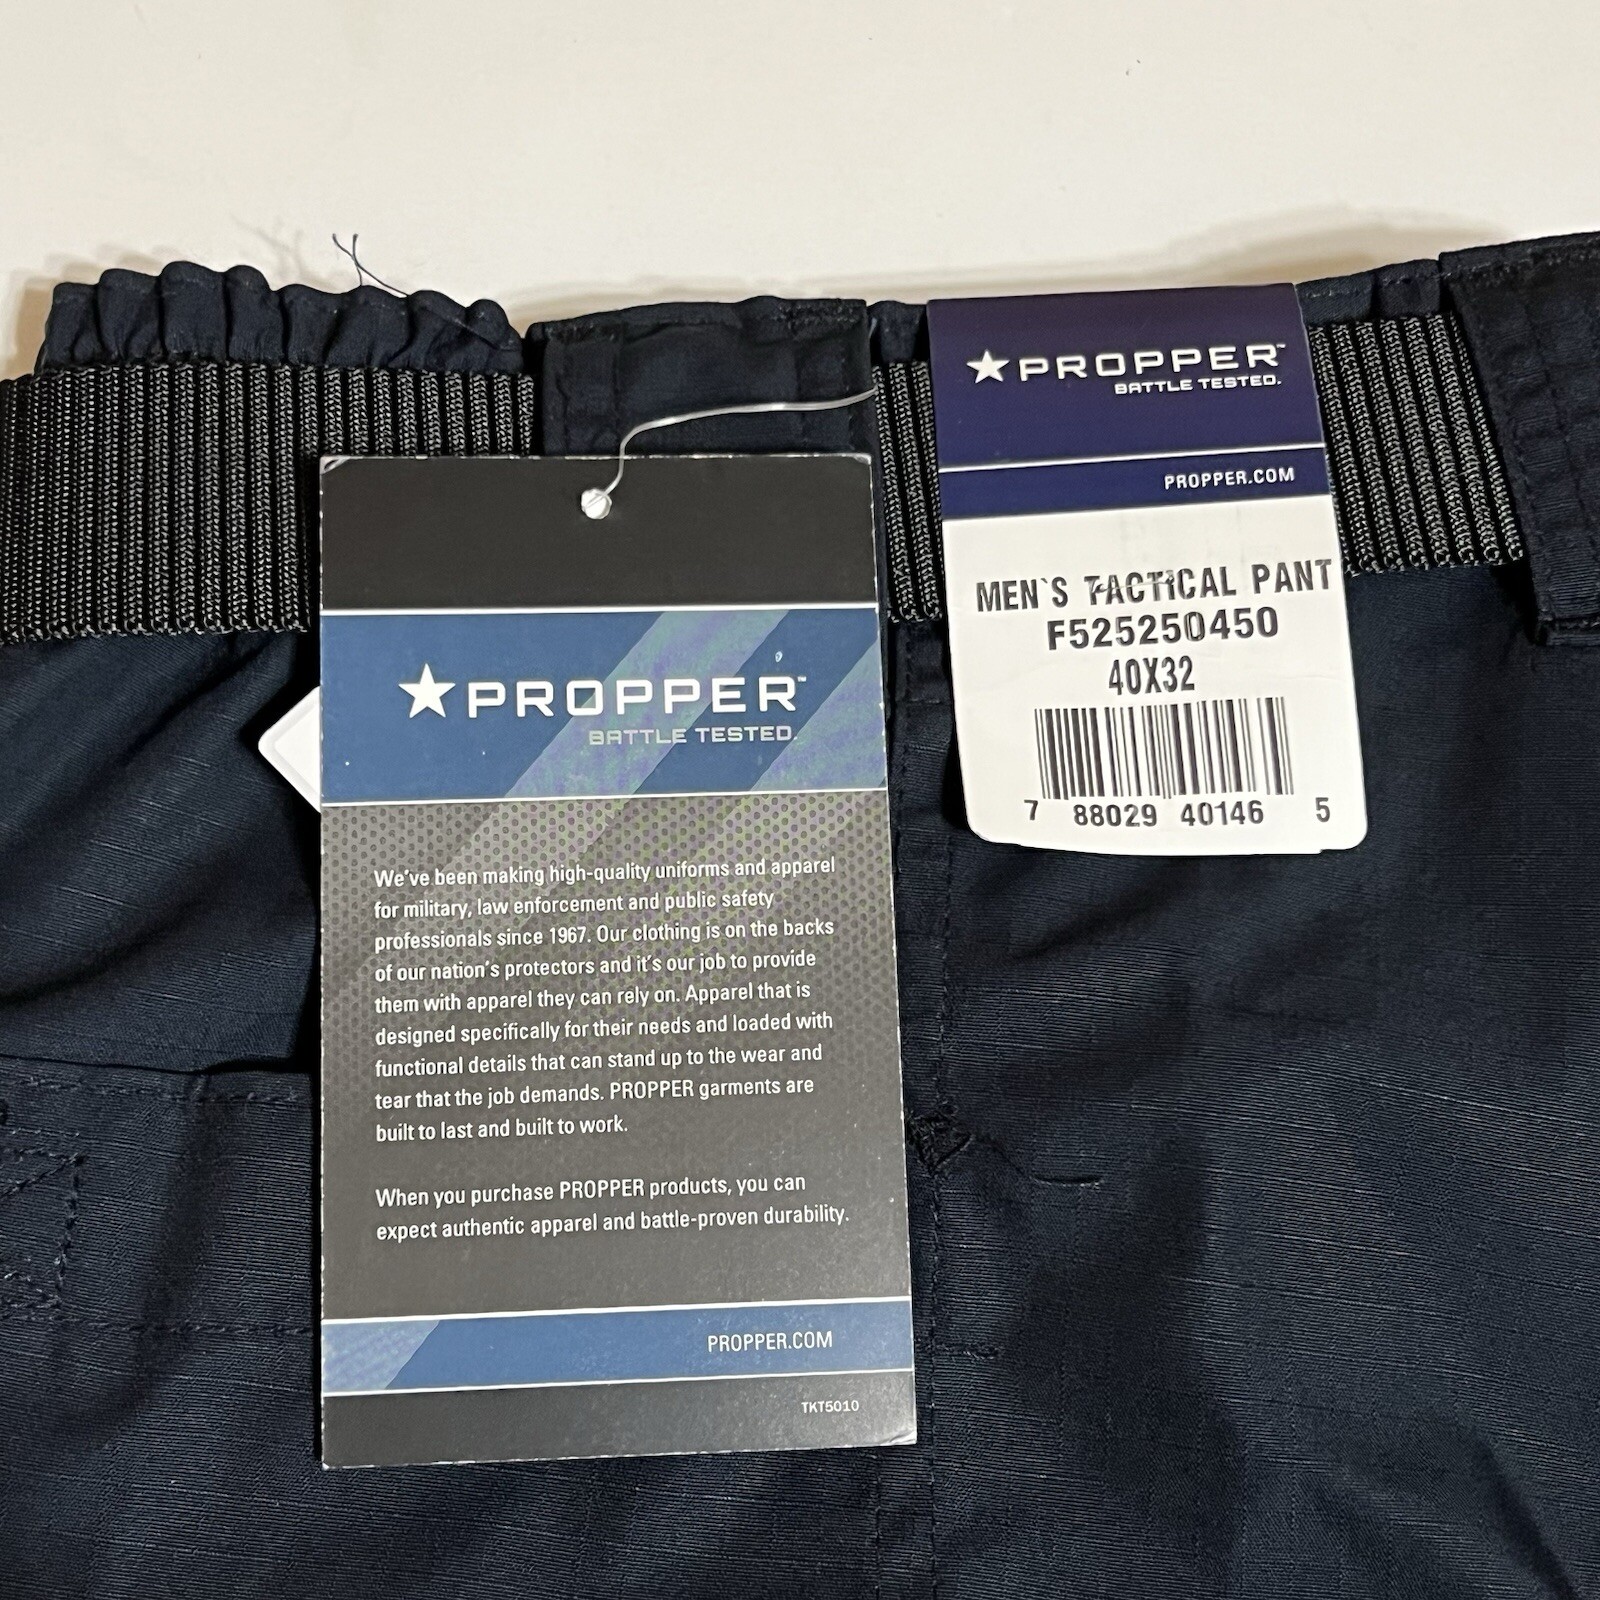 PROPPER™
BATTLE TESTED.
We've been making high-quality uniforms and apparel
for military, law enforcement and public safety
professionals since 1967. Our clothing is on the backs
of our nation's protectors and it's our job to provide
them with apparel they can rely on. Apparel that is
designed specifically for their needs and loaded with
functional details that can stand up to the wear and
tear that the job demands. PROPPER garments are
built to last and built to work.
When you purchase PROPPER products, you can
expect authentic apparel and battle-proven durability.
PROPPER.COM
TKT5010
PROPPER™
BATTLE TESTED.
PROPPER.COM
MEN`S TACTICAL PANT
F525250450
40X32
7 88029 40146 5